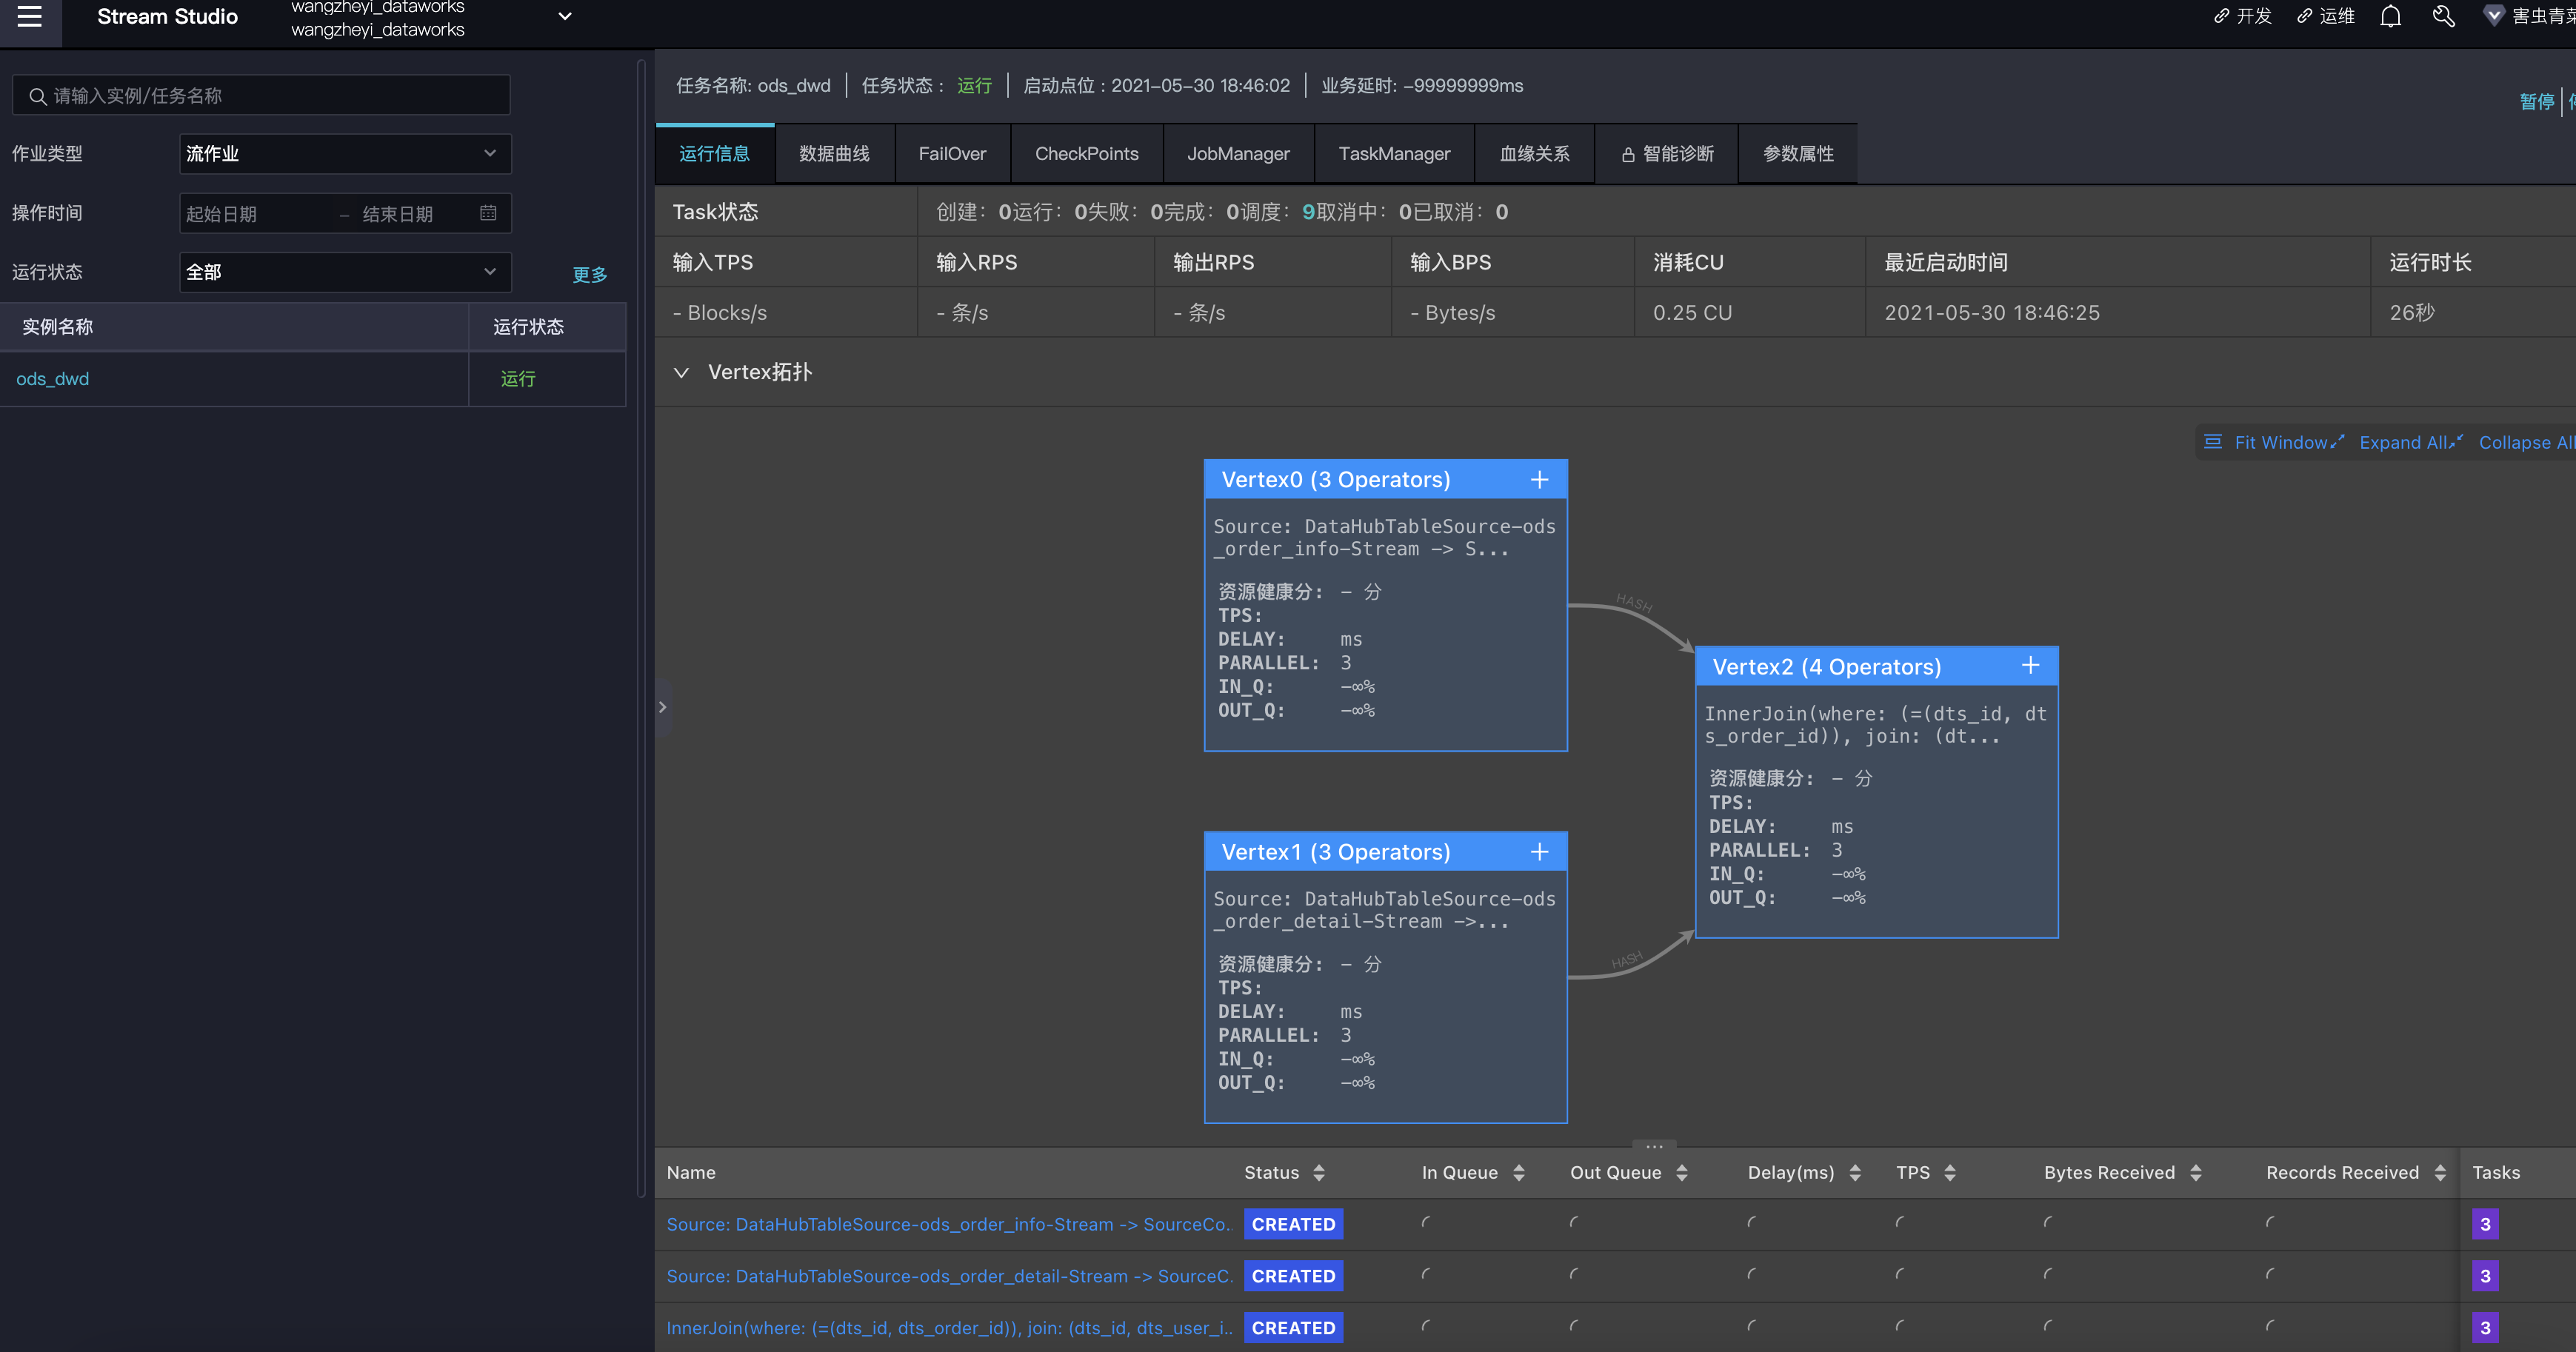 Stream Studio
wangzheyi_dataworks
wangzheyi_dataworks
开发
运维
害虫青菜
请输入实例/任务名称
作业类型
流作业
操作时间
起始日期 – 结束日期
运行状态
全部
更多
实例名称 运行状态
ods_dwd 运行
任务名称: ods_dwd 任务状态： 运行 启动点位：2021-05-30 18:46:02 业务延时: -99999999ms
暂停
运行信息 数据曲线 FailOver CheckPoints JobManager TaskManager 血缘关系 智能诊断 参数属性
Task状态 创建： 0运行： 0失败： 0完成： 0调度： 9取消中： 0已取消： 0
输入TPS 输入RPS 输出RPS 输入BPS 消耗CU 最近启动时间 运行时长
- Blocks/s - 条/s - 条/s - Bytes/s 0.25 CU 2021-05-30 18:46:25 26秒
Vertex拓扑
Fit Window Expand All Collapse All
Vertex0 (3 Operators) +
Source: DataHubTableSource-ods
_order_info-Stream -> S...
资源健康分: - 分
TPS:
DELAY: ms
PARALLEL: 3
IN_Q: -∞%
OUT_Q: -∞%
HASH
Vertex2 (4 Operators) +
InnerJoin(where: (=(dts_id, dt
s_order_id)), join: (dt...
资源健康分: - 分
TPS:
DELAY: ms
PARALLEL: 3
IN_Q: -∞%
OUT_Q: -∞%
Vertex1 (3 Operators) +
Source: DataHubTableSource-ods
_order_detail-Stream ->...
资源健康分: - 分
TPS:
DELAY: ms
PARALLEL: 3
IN_Q: -∞%
OUT_Q: -∞%
HASH
...
Name Status In Queue Out Queue Delay(ms) TPS Bytes Received Records Received Tasks
Source: DataHubTableSource-ods_order_info-Stream -> SourceCo.. CREATED 3
Source: DataHubTableSource-ods_order_detail-Stream -> SourceC. CREATED 3
InnerJoin(where: (=(dts_id, dts_order_id)), join: (dts_id, dts_user_i.. CREATED 3